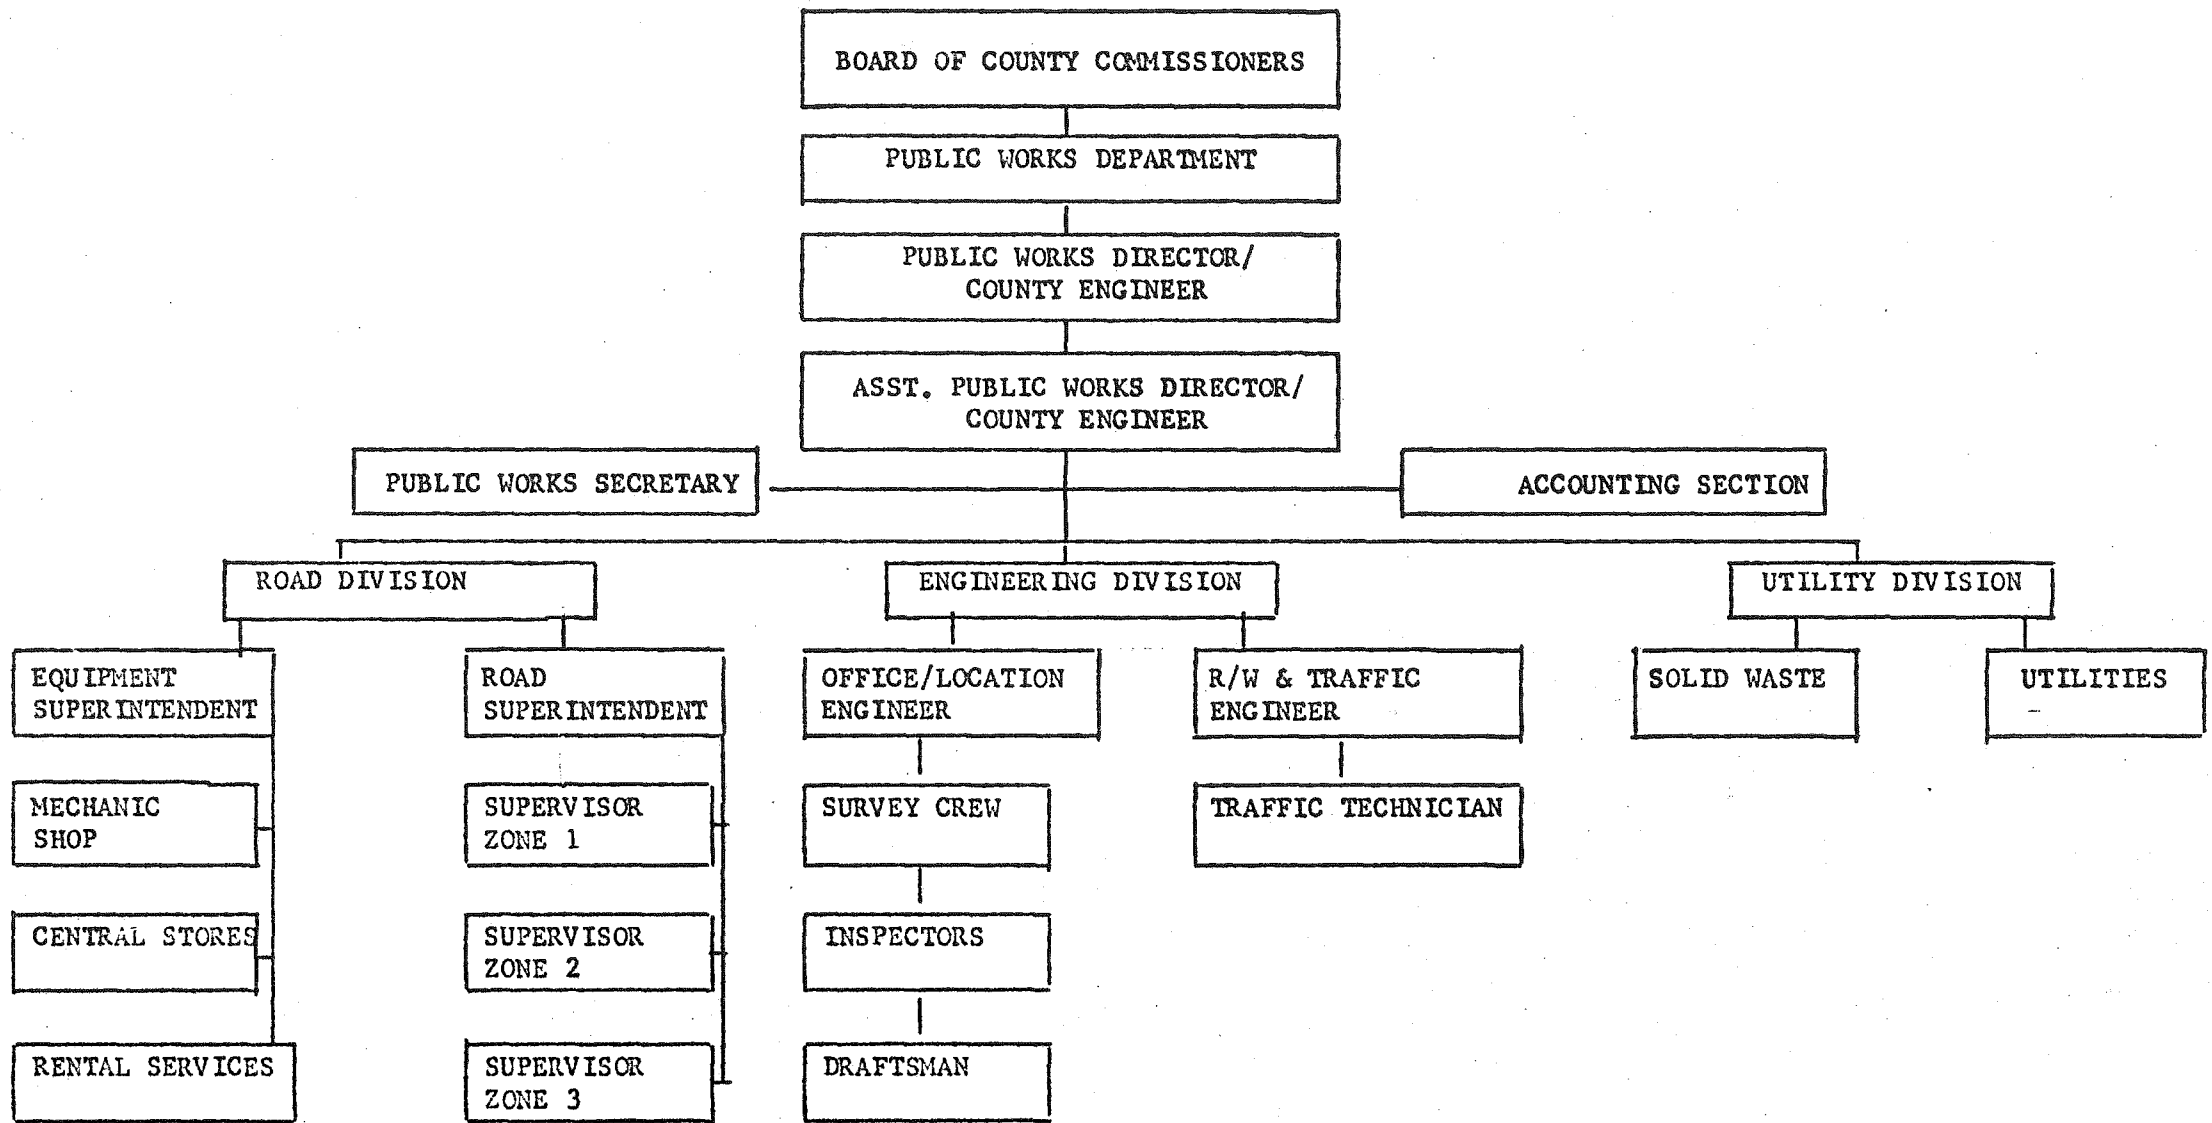 BOARD OF COUNTY COMMISSIONERS
PUBLIC WORKS DEPARTMENT
PUBLIC WORKS DIRECTOR/
COUNTY ENGINEER
ASST. PUBLIC WORKS DIRECTOR/
COUNTY ENGINEER
PUBLIC WORKS SECRETARY
ACCOUNTING SECTION
ROAD DIVISION
ENGINEERING DIVISION
UTILITY DIVISION
EQUIPMENT
SUPERINTENDENT
ROAD
SUPERINTENDENT
OFFICE/LOCATION
ENGINEER
R/W & TRAFFIC
ENGINEER
SOLID WASTE
UTILITIES
MECHANIC
SHOP
SUPERVISOR
ZONE 1
SURVEY CREW
TRAFFIC TECHNICIAN
CENTRAL STORES
SUPERVISOR
ZONE 2
INSPECTORS
RENTAL SERVICES
SUPERVISOR
ZONE 3
DRAFTSMAN